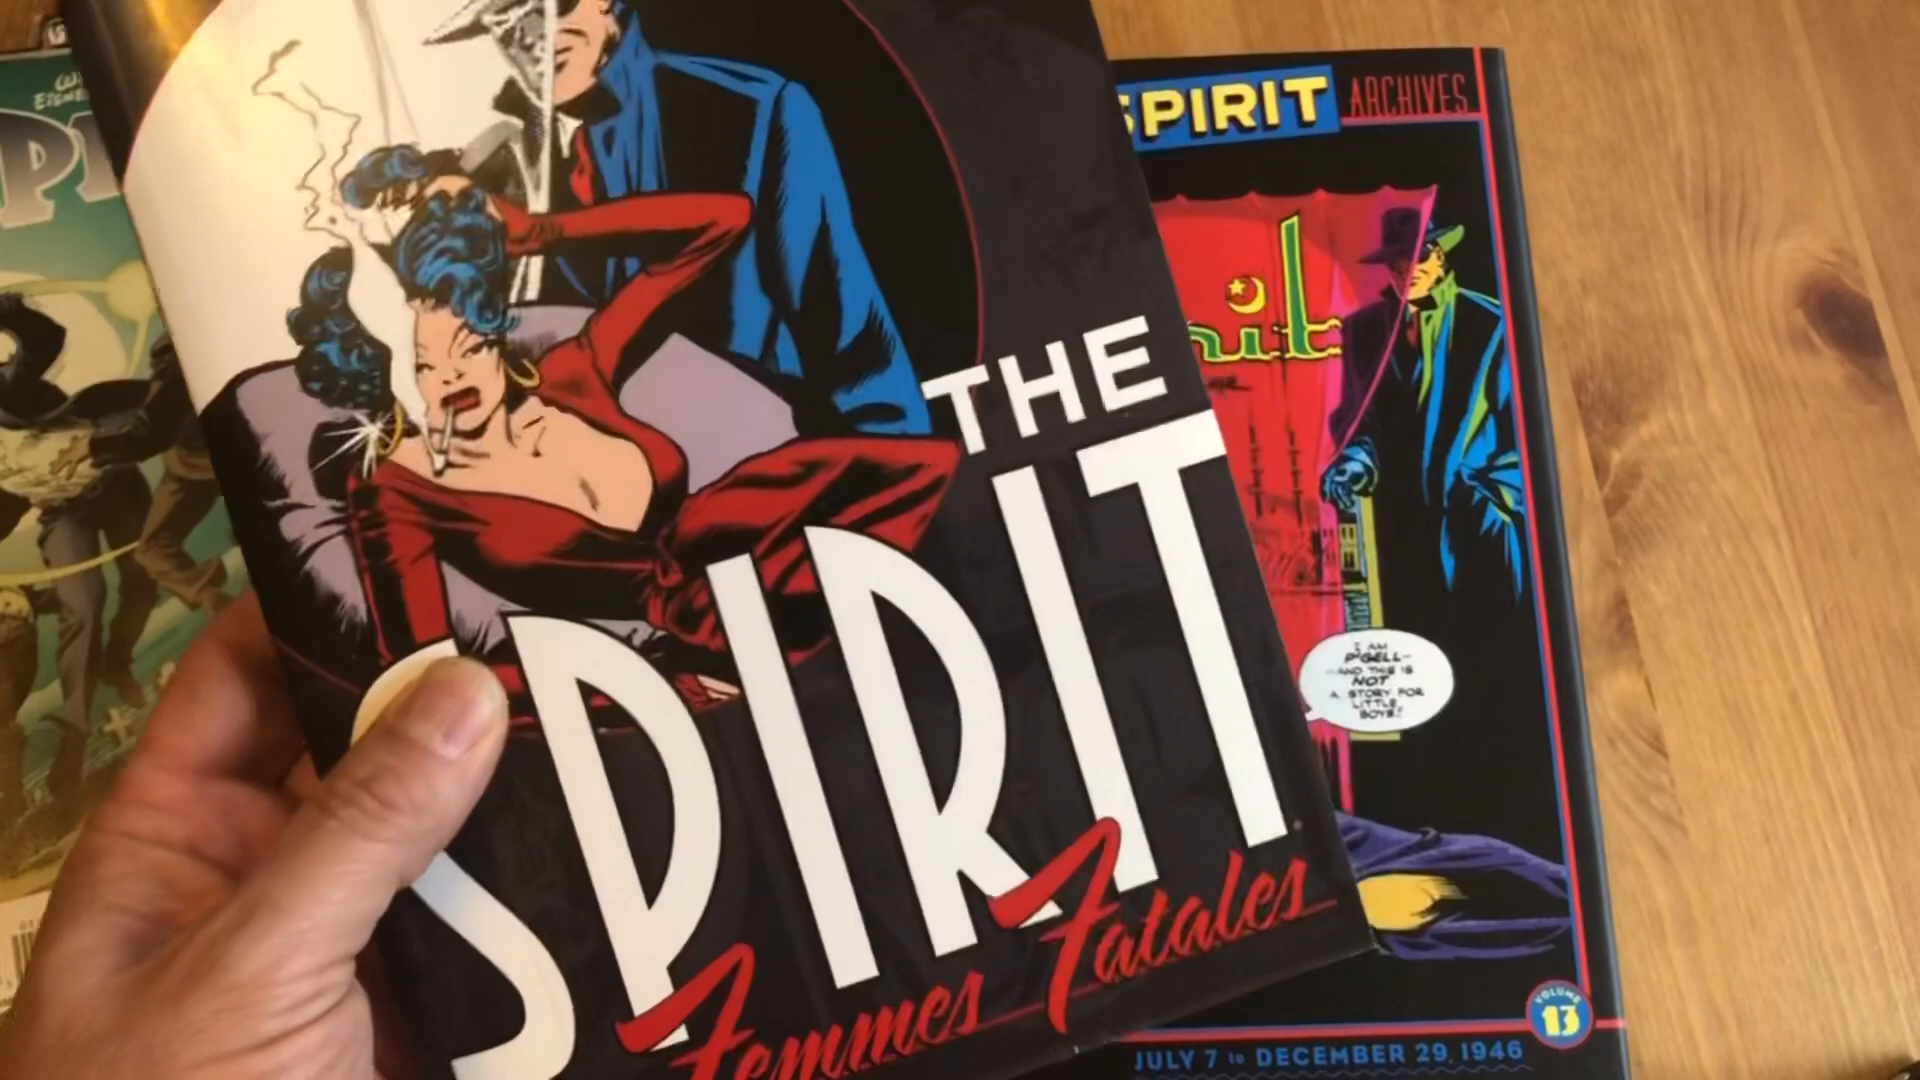 THE
SPIRIT
Femmes Fatales
SPIRIT
ARCHIVES
I AM
P'GELL--
--AND THIS IS
NOT
A STORY FOR
LITTLE
BOYS!
VOLUME
13
JULY 7 to DECEMBER 29, 1946